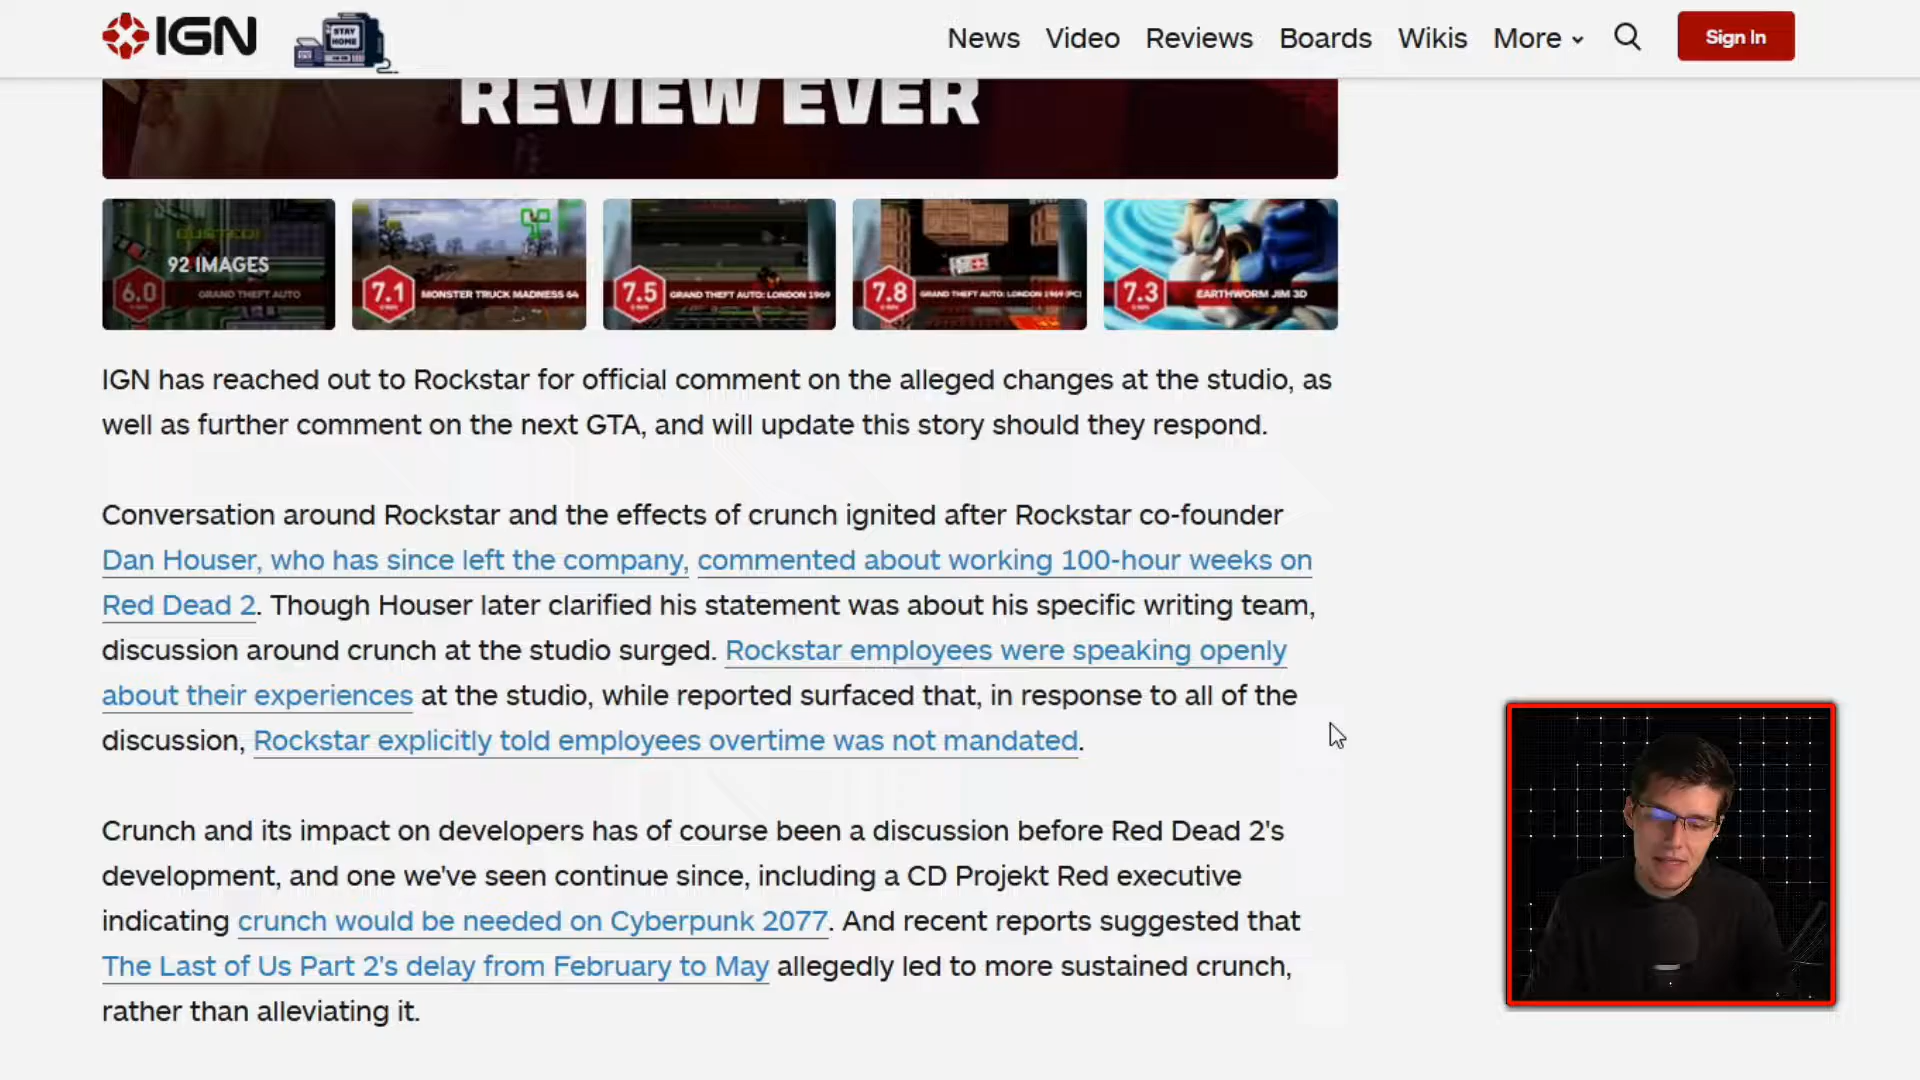 IGN
STAY
HOME
News Video Reviews Boards Wikis More
Sign In
REVIEW EVER
BUSTED!
92 IMAGES
6.0 GRAND THEFT AUTO
7.1 MONSTER TRUCK MADNESS 64
7.5 GRAND THEFT AUTO: LONDON 1969
7.8 GRAND THEFT AUTO: LONDON 1969 (PC)
7.3 EARTHWORM JIM 3D
IGN has reached out to Rockstar for official comment on the alleged changes at the studio, as
well as further comment on the next GTA, and will update this story should they respond.
Conversation around Rockstar and the effects of crunch ignited after Rockstar co-founder
Dan Houser, who has since left the company, commented about working 100-hour weeks on
Red Dead 2. Though Houser later clarified his statement was about his specific writing team,
discussion around crunch at the studio surged. Rockstar employees were speaking openly
about their experiences at the studio, while reported surfaced that, in response to all of the
discussion, Rockstar explicitly told employees overtime was not mandated.
Crunch and its impact on developers has of course been a discussion before Red Dead 2's
development, and one we've seen continue since, including a CD Projekt Red executive
indicating crunch would be needed on Cyberpunk 2077. And recent reports suggested that
The Last of Us Part 2's delay from February to May allegedly led to more sustained crunch,
rather than alleviating it.